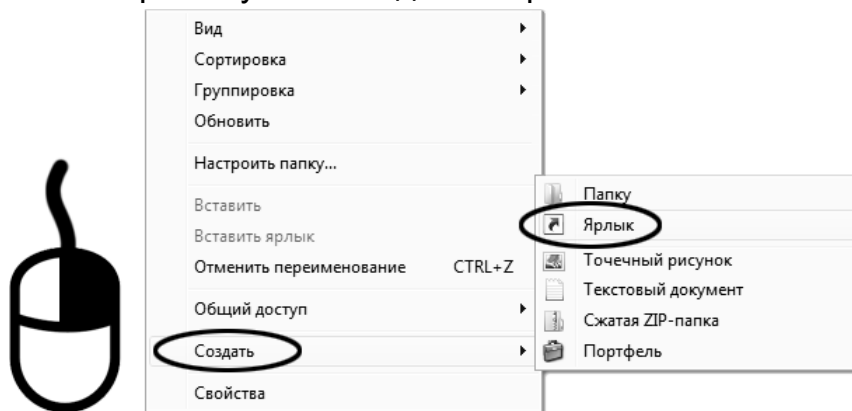 Вид
Сортировка
Группировка
Обновить
Настроить папку...
Вставить
Вставить ярлык
Отменить переименование CTRL+Z
Общий доступ
Создать
Свойства
Папку
Ярлык
Точечный рисунок
Текстовый документ
Сжатая ZIP-папка
Портфель